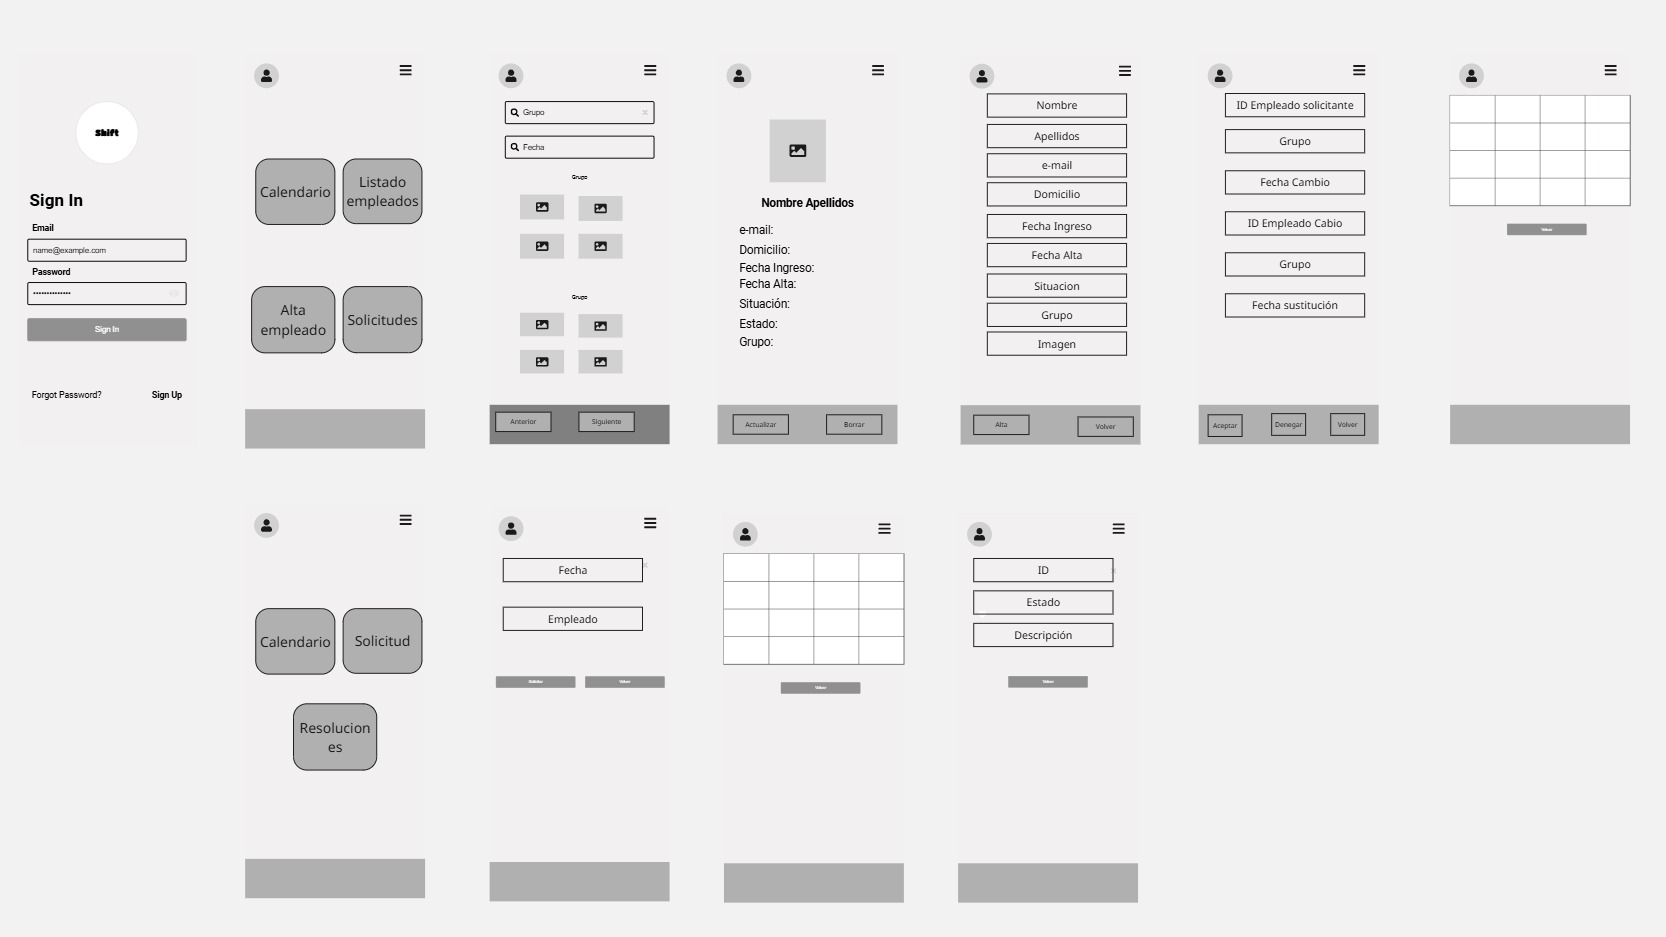 Shift
Sign In
Email
name@example.com
Password
Sign In
Forgot Password?
Sign Up
Calendario
Listado
empleados
Alta
empleado
Solicitudes
Grupo
Fecha
Grupo
Grupo
Anterior
Siguiente
Nombre Apellidos
e-mail:
Domicilio:
Fecha Ingreso:
Fecha Alta:
Situación:
Estado:
Grupo:
Actualizar
Borrar
Nombre
Apellidos
e-mail
Domicilio
Fecha Ingreso
Fecha Alta
Situacion
Grupo
Imagen
Alta
Volver
ID Empleado solicitante
Grupo
Fecha Cambio
ID Empleado Cabio
Grupo
Fecha sustitución
Aceptar
Denegar
Volver
Volver
Calendario
Solicitud
Resolucion
es
Fecha
Empleado
Volver
Volver
ID
Estado
Descripción
Volver